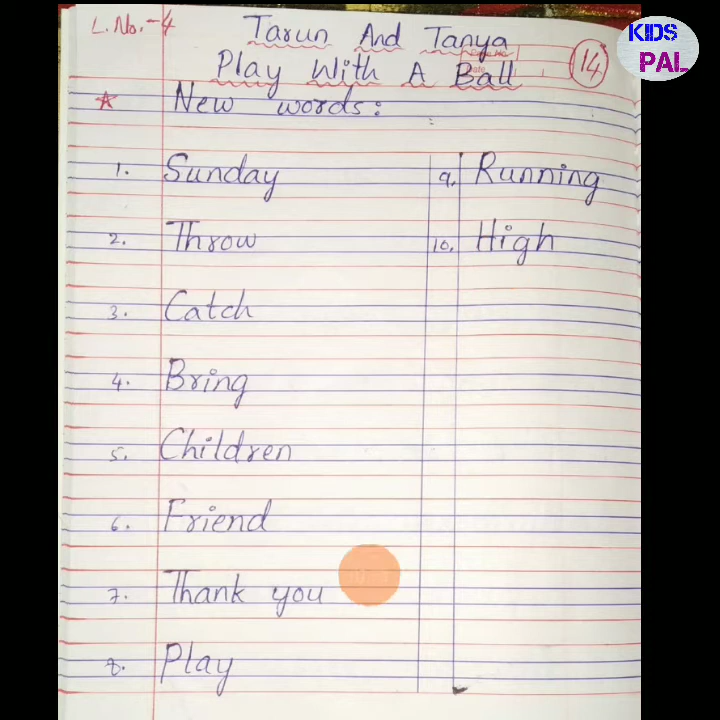 L. No.-4
Tarun And Tanya
Play With A Ball
14
KIDS
PAL
New words:
1. Sunday
2. Throw
3. Catch
4. Bring
5. Children
6. Friend
7. Thank you
8. Play
9. Running
10. High